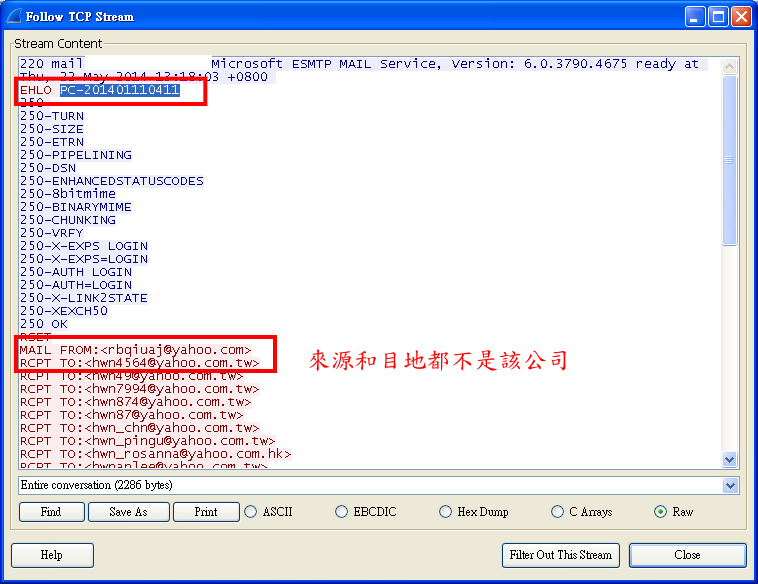 Follow TCP Stream
Stream Content
220 mail Microsoft ESMTP MAIL Service, Version: 6.0.3790.4675 ready at
Thu, 22 May 2014 13:18:03 +0800
EHLO PC-201401110411
250-
250-TURN
250-SIZE
250-ETRN
250-PIPELINING
250-DSN
250-ENHANCEDSTATUSCODES
250-8bitmime
250-BINARYMIME
250-CHUNKING
250-VRFY
250-X-EXPS LOGIN
250-X-EXPS=LOGIN
250-AUTH LOGIN
250-AUTH=LOGIN
250-X-LINK2STATE
250-XEXCH50
250 OK
RSET
MAIL FROM:<rbqiuaj@yahoo.com>
RCPT TO:<hwn4564@yahoo.com.tw>
來源和目地都不是該公司
RCPT TO:<hwn49@yahoo.com.tw>
RCPT TO:<hwn7994@yahoo.com.tw>
RCPT TO:<hwn874@yahoo.com.tw>
RCPT TO:<hwn87@yahoo.com.tw>
RCPT TO:<hwn_chn@yahoo.com.tw>
RCPT TO:<hwn_pingu@yahoo.com.tw>
RCPT TO:<hwn_rosanna@yahoo.com.hk>
RCPT TO:<hwnanlee@yahoo.com.tw>
Entire conversation (2286 bytes)
Find Save As Print ASCII EBCDIC Hex Dump C Arrays Raw
Help Filter Out This Stream Close